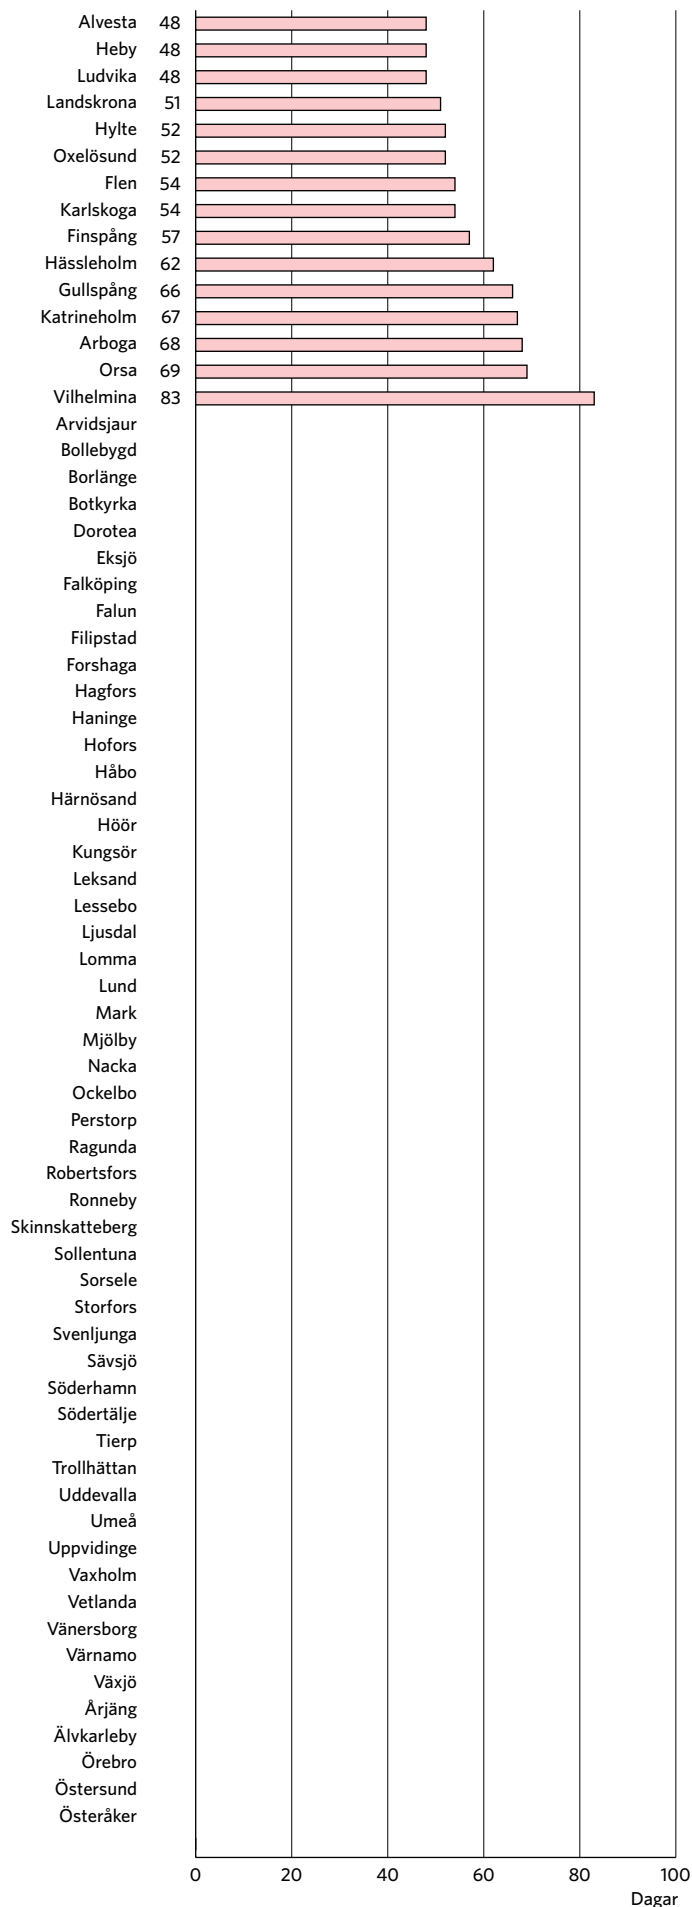 Alvesta 48
Heby 48
Ludvika 48
Landskrona 51
Hylte 52
Oxelösund 52
Flen 54
Karlskoga 54
Finspång 57
Hässleholm 62
Gullspång 66
Katrineholm 67
Arboga 68
Orsa 69
Vilhelmina 83
Arvidsjaur
Bollebygd
Borlänge
Botkyrka
Dorotea
Eksjö
Falköping
Falun
Filipstad
Forshaga
Hagfors
Haninge
Hofors
Håbo
Härnösand
Höör
Kungsör
Leksand
Lessebo
Ljusdal
Lomma
Lund
Mark
Mjölby
Nacka
Ockelbo
Perstorp
Ragunda
Robertsfors
Ronneby
Skinnskatteberg
Sollentuna
Sorsele
Storfors
Svenljunga
Sävsjö
Söderhamn
Södertälje
Tierp
Trollhättan
Uddevalla
Umeå
Uppvidinge
Vaxholm
Vetlanda
Vänersborg
Värnamo
Växjö
Årjäng
Älvkarleby
Örebro
Östersund
Österåker
0 20 40 60 80 100
Dagar